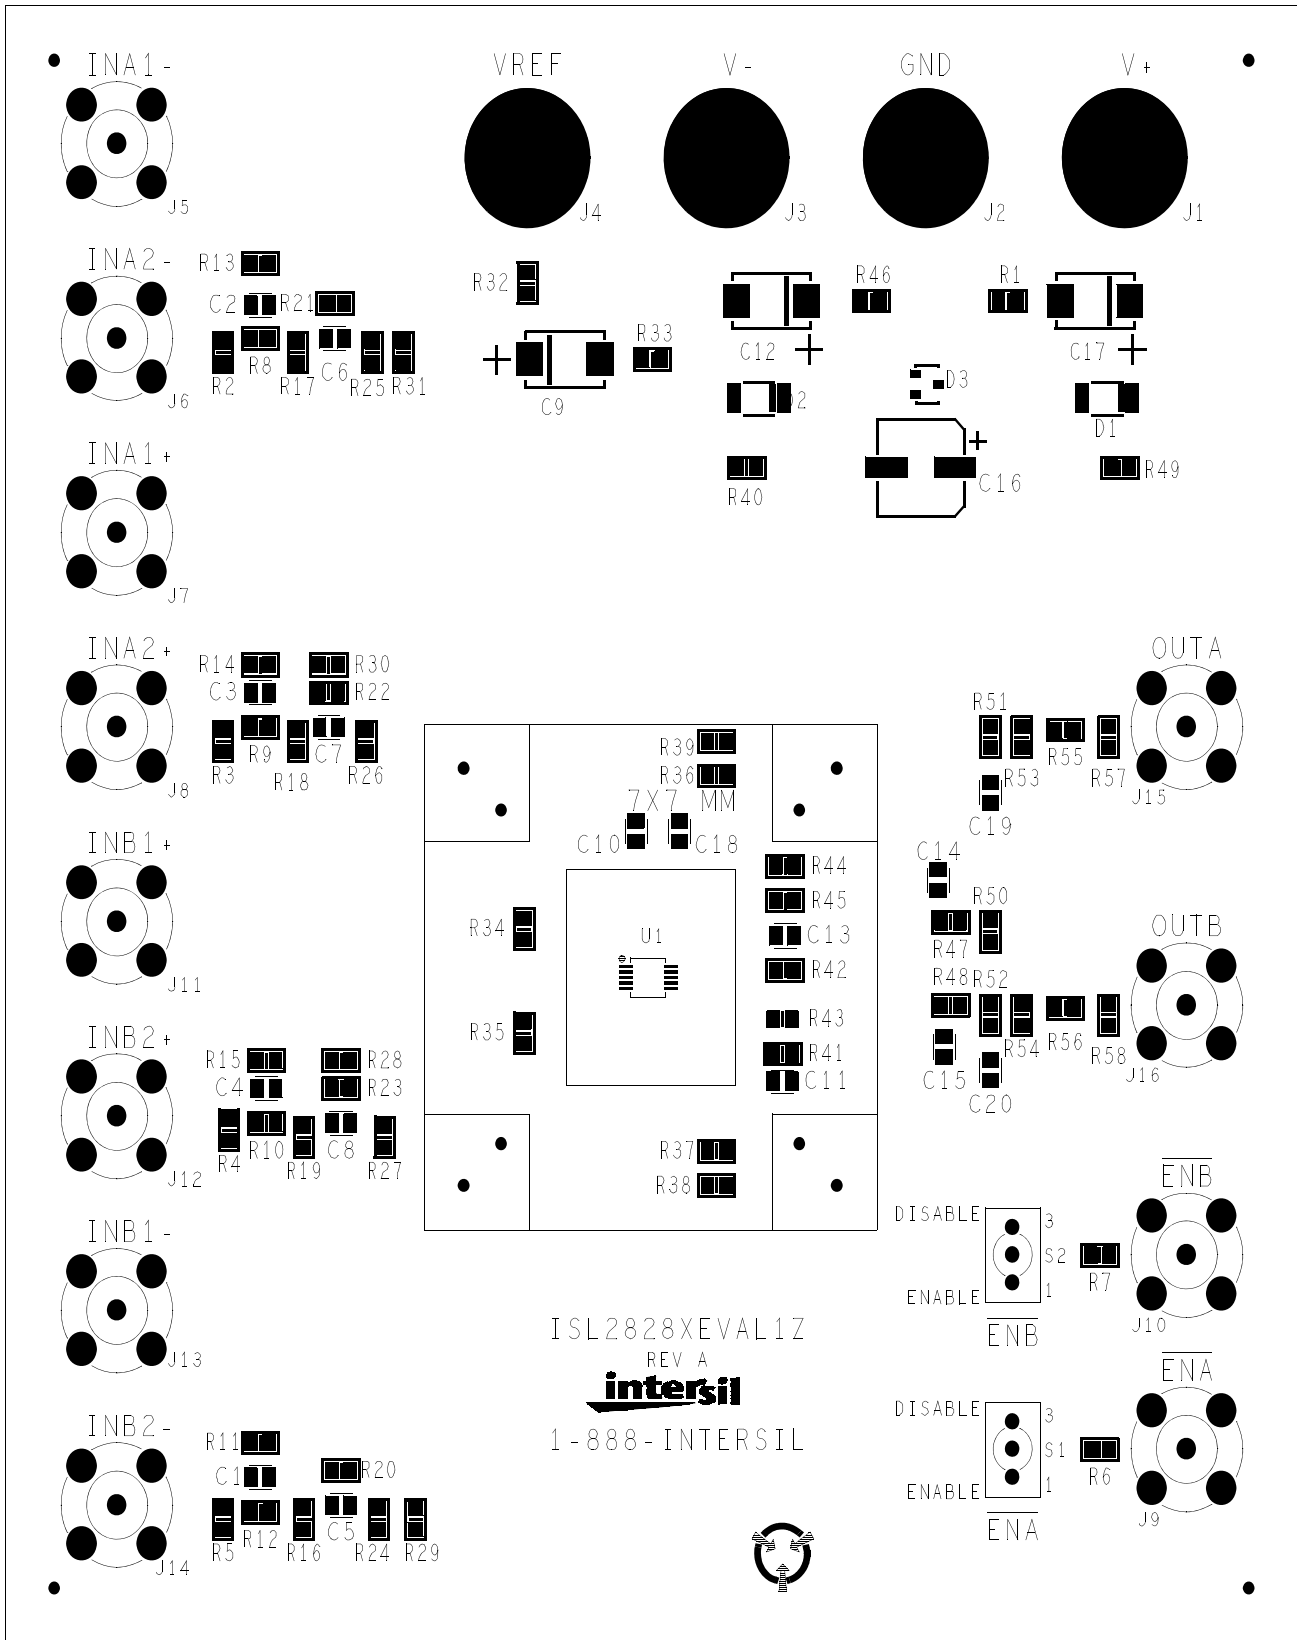 INA1-
VREF
V-
GND
V+
J5
J4
J3
J2
J1
INA2-
R13
C2
R21
R32
R46
R1
R8
C6
R2
R17
R25
R31
J6
R33
C9
C12
C17
D2
D3
D1
INA1+
R40
C16
R49
J7
INA2+
R14
R30
C3
R22
R9
C7
R3
R18
R26
J8
OUTA
R51
R53
R55
R57
J15
C19
R39
R36
7X7 MM
C10
C18
INB1+
C14
R44
R45
R50
OUTB
R34
U1
C13
R47
R42
J11
R48
R52
INB2+
R35
R43
R15
R28
R41
R54
R56
R58
C4
R23
C11
C15
C20
J16
R4
R10
R19
C8
R27
J12
R37
R38
ENB
INB1-
DISABLE
3
S2
1
ENABLE
R7
J10
ENB
ISL2828XEVAL1Z
REV A
intersil
1-888-INTERSIL
J13
ENA
DISABLE
3
S1
1
ENABLE
R6
J9
ENA
INB2-
R11
C1
R20
R5
R12
R16
C5
R24
R29
J14